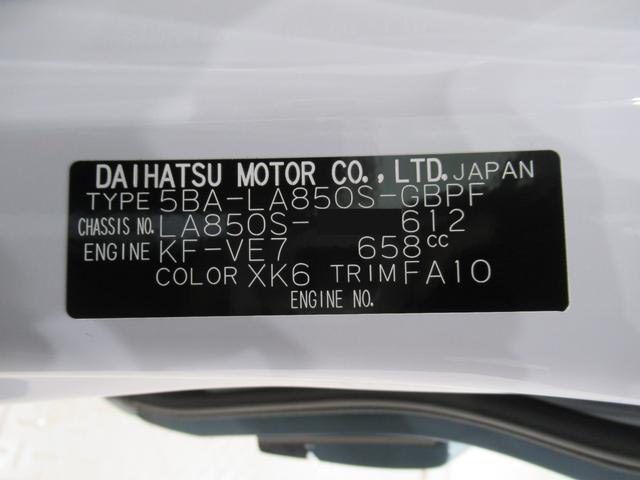 DAIHATSU MOTOR CO., LTD. JAPAN
TYPE 5BA-LA850S-GBPF
CHASSIS NO. LA850S- 612
ENGINE KF-VE7 658cc
COLOR XK6 TRIM FA10
ENGINE NO.